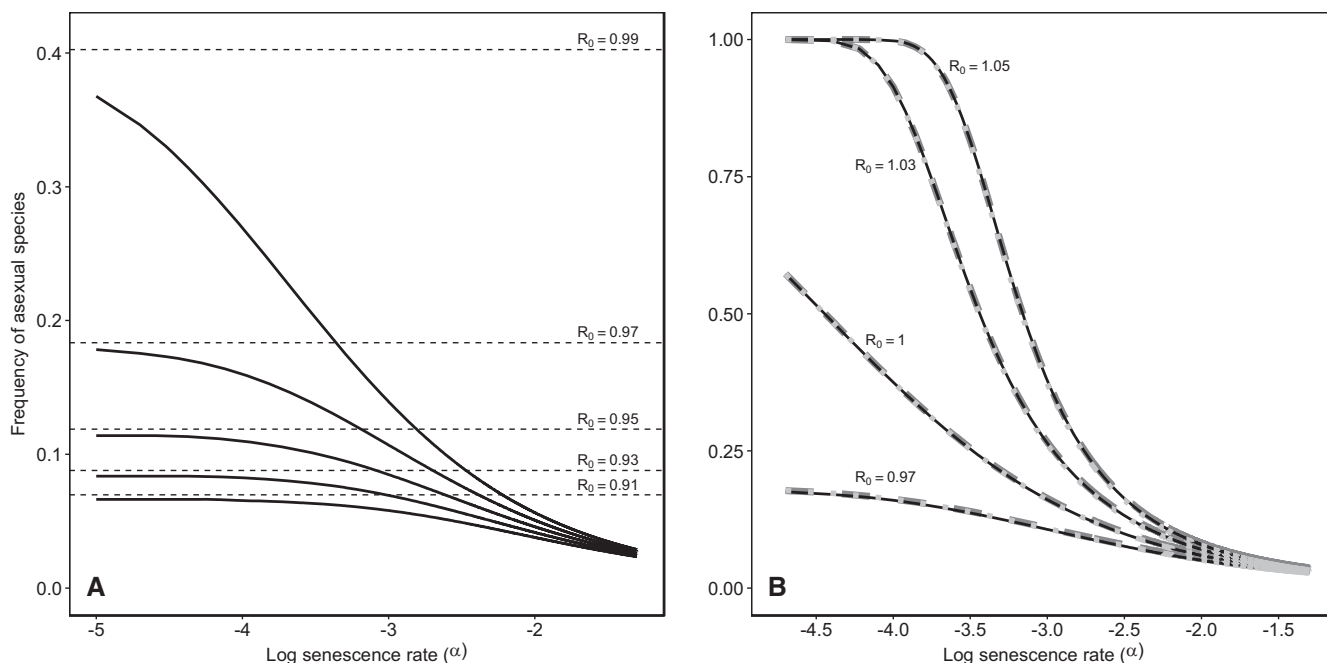 Frequency of asexual species
0.4
0.3
0.2
0.1
0.0
R0 = 0.99
R0 = 0.97
R0 = 0.95
R0 = 0.93
R0 = 0.91
A
-5
-4
-3
-2
Log senescence rate (α)
1.00
0.75
0.50
0.25
0.00
R0 = 1.05
R0 = 1.03
R0 = 1
R0 = 0.97
B
-4.5
-4.0
-3.5
-3.0
-2.5
-2.0
-1.5
Log senescence rate (α)